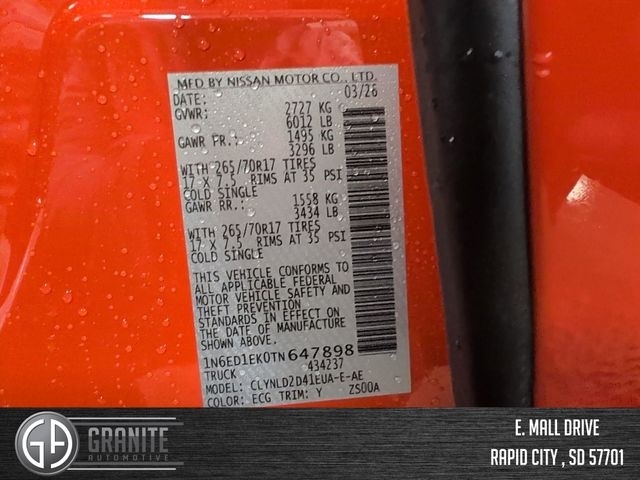 MFD BY NISSAN MOTOR CO., LTD.
DATE: 03/26
GVWR: 2727 KG
6012 LB
GAWR FR.: 1495 KG
3296 LB
WITH 265/70R17 TIRES
17 X 7.5 RIMS AT 35 PSI
COLD SINGLE
GAWR RR.: 1558 KG
3434 LB
WITH 265/70R17 TIRES
17 X 7.5 RIMS AT 35 PSI
COLD SINGLE
THIS VEHICLE CONFORMS TO
ALL APPLICABLE FEDERAL
MOTOR VEHICLE SAFETY AND
THEFT PREVENTION
STANDARDS IN EFFECT ON
THE DATE OF MANUFACTURE
SHOWN ABOVE.
1N6ED1EK0TN647898
TRUCK 434237
MODEL: CLYNLD2D41EUA-E-AE
COLOR: ECG TRIM: Y ZS00A
GA GRANITE
AUTOMOTIVE
E. MALL DRIVE
RAPID CITY , SD 57701